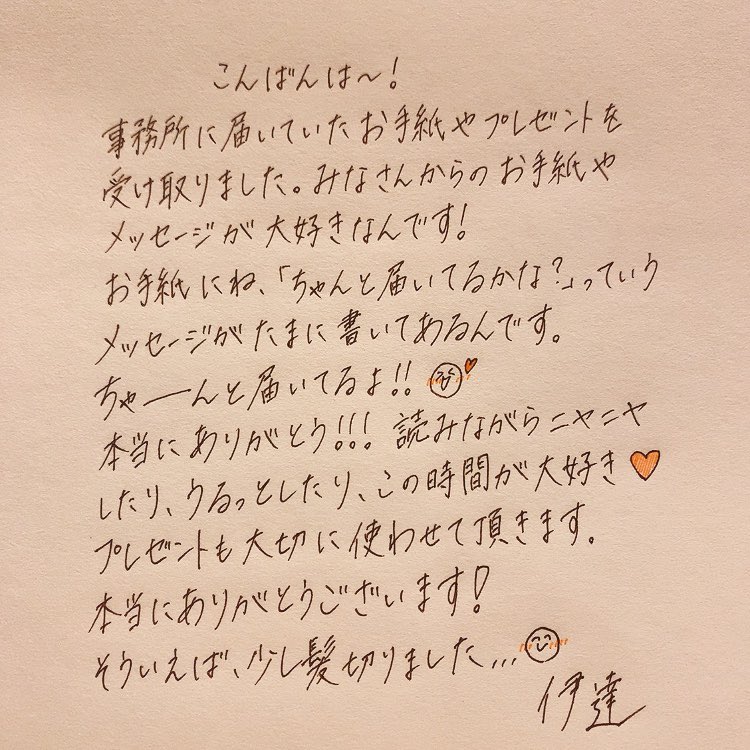 こんばんは〜!
事務所に届いていたお手紙やプレゼントを
受け取りました。みなさんからのお手紙や
メッセージが大好きなんです!
お手紙にね、「ちゃんと届いてるかな?」っていう
メッセージがたまに書いてあるんです。
ちゃーんと届いてるよ!!
本当にありがとう!!! 読みながらニヤニヤ
したり、うるっとしたり、この時間が大好き
プレゼントも大切に使わせて頂きます。
本当にありがとうございます!
そういえば、少し髪切りました...
伊達